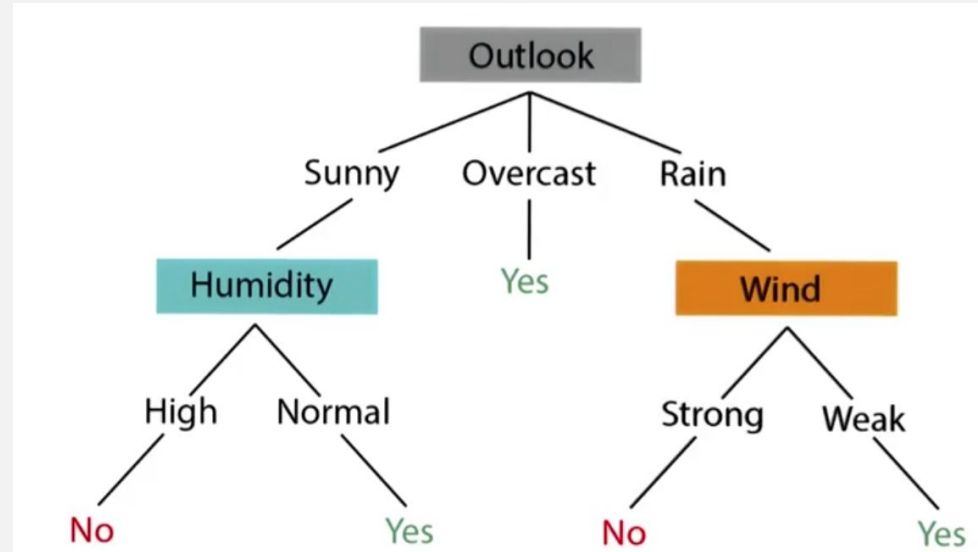 Outlook
Sunny Overcast Rain
Humidity Yes Wind
High Normal Strong Weak
No Yes No Yes